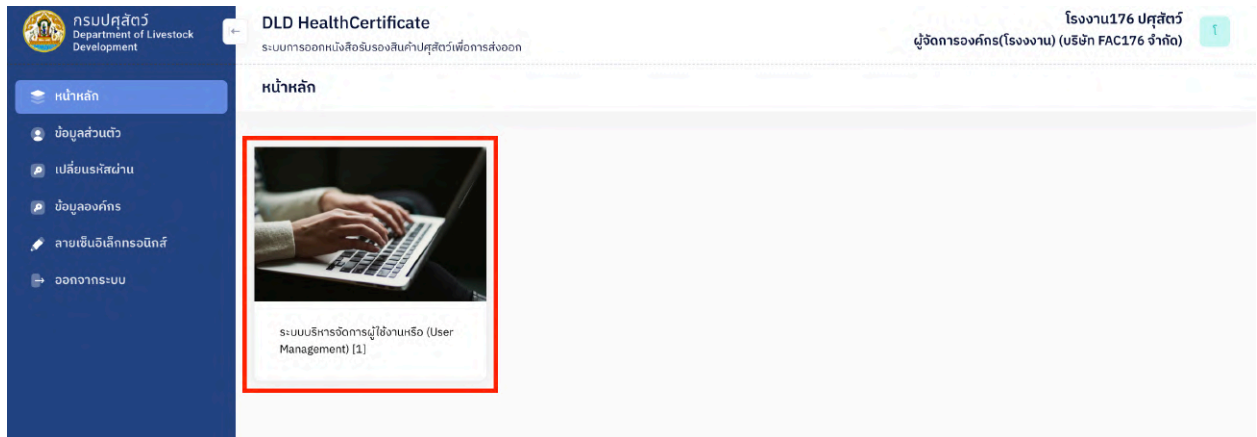 กรมปศุสัตว์
Department of Livestock
Development
DLD HealthCertificate
ระบบการออกหนังสือรับรองสินค้าปศุสัตว์เพื่อการส่งออก
โรงงาน176 ปศุสัตว์
ผู้จัดการองค์กร(โรงงงาน) (บริษัท FAC176 จำกัด)
โ
หน้าหลัก
หน้าหลัก
ข้อมูลส่วนตัว
เปลี่ยนรหัสผ่าน
ข้อมูลองค์กร
ลายเซ็นอิเล็กทรอนิกส์
ออกจากระบบ
ระบบบริหารจัดการผู้ใช้งานหรือ (User
Management) [1]